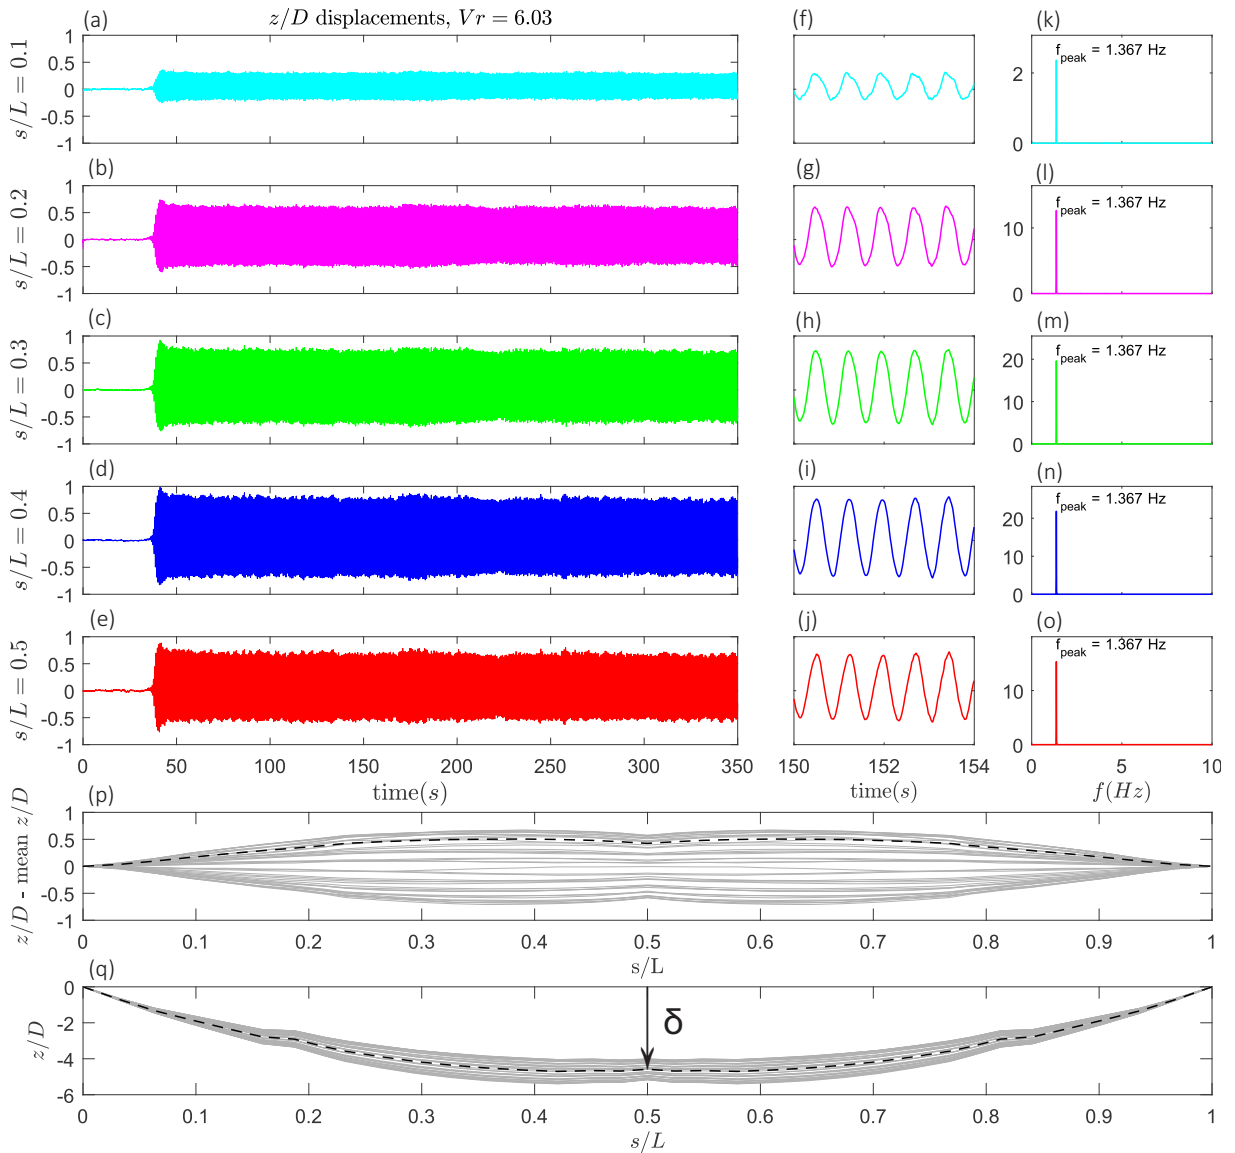 (a) z/D displacements, Vr = 6.03 (f) (k)
s/L = 0.1
1
0.5
0
-0.5
-1
f_peak = 1.367 Hz
2
0
(b) (g) (l)
s/L = 0.2
1
0.5
0
-0.5
-1
f_peak = 1.367 Hz
10
0
(c) (h) (m)
s/L = 0.3
1
0.5
0
-0.5
-1
f_peak = 1.367 Hz
20
10
0
(d) (i) (n)
s/L = 0.4
1
0.5
0
-0.5
-1
f_peak = 1.367 Hz
20
10
0
(e) (j) (o)
s/L = 0.5
1
0.5
0
-0.5
-1
f_peak = 1.367 Hz
10
0
0 50 100 150 200 250 300 350 150 152 154 0 5 10
time(s) time(s) f(Hz)
(p)
z/D - mean z/D
1
0.5
0
-0.5
-1
0 0.1 0.2 0.3 0.4 0.5 0.6 0.7 0.8 0.9 1
s/L
(q)
z/D
0
-2
-4
-6
δ
0 0.1 0.2 0.3 0.4 0.5 0.6 0.7 0.8 0.9 1
s/L